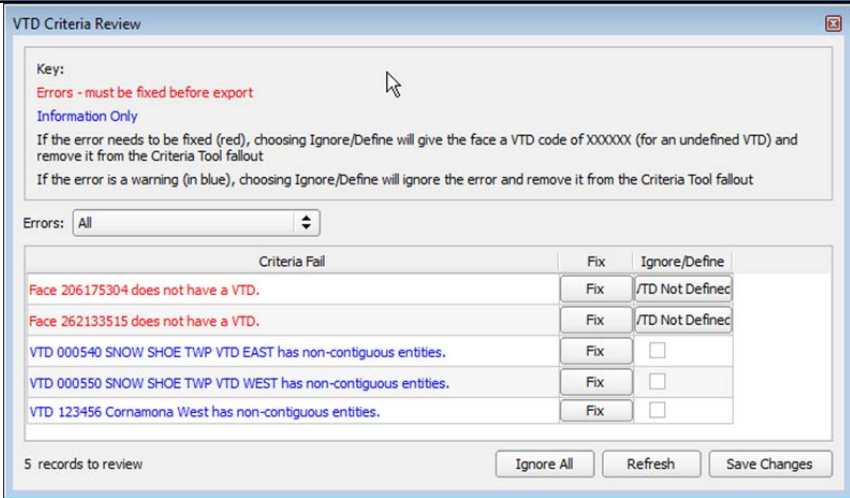 VTD Criteria Review
Key:
Errors - must be fixed before export
Information Only
If the error needs to be fixed (red), choosing Ignore/Define will give the face a VTD code of XXXXXX (for an undefined VTD) and
remove it from the Criteria Tool fallout
If the error is a warning (in blue), choosing Ignore/Define will ignore the error and remove it from the Criteria Tool fallout
Errors: All
Criteria Fail Fix Ignore/Define
Face 206175304 does not have a VTD. Fix /TD Not Definec
Face 262133515 does not have a VTD. Fix /TD Not Definec
VTD 000540 SNOW SHOE TWP VTD EAST has non-contiguous entities. Fix
VTD 000550 SNOW SHOE TWP VTD WEST has non-contiguous entities. Fix
VTD 123456 Cornamona West has non-contiguous entities. Fix
5 records to review Ignore All Refresh Save Changes